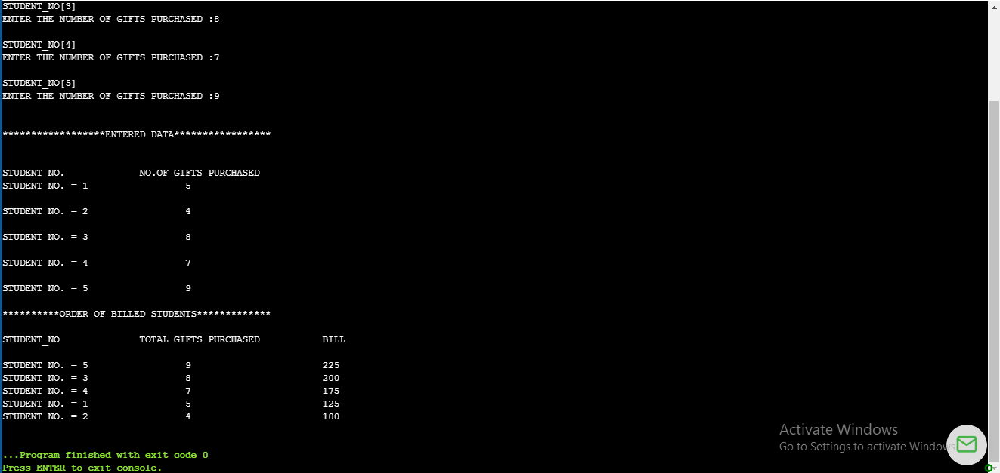 STUDENT_NO[3]
ENTER THE NUMBER OF GIFTS PURCHASED :8
STUDENT_NO[4]
ENTER THE NUMBER OF GIFTS PURCHASED :7
STUDENT_NO[5]
ENTER THE NUMBER OF GIFTS PURCHASED :9
******************ENTERED DATA*****************
STUDENT NO. NO.OF GIFTS PURCHASED
STUDENT NO. = 1 5
STUDENT NO. = 2 4
STUDENT NO. = 3 8
STUDENT NO. = 4 7
STUDENT NO. = 5 9
**********ORDER OF BILLED STUDENTS*************
STUDENT_NO TOTAL GIFTS PURCHASED BILL
STUDENT NO. = 5 9 225
STUDENT NO. = 3 8 200
STUDENT NO. = 4 7 175
STUDENT NO. = 1 5 125
STUDENT NO. = 2 4 100
...Program finished with exit code 0
Press ENTER to exit console.
Activate Windows
Go to Settings to activate Windows.